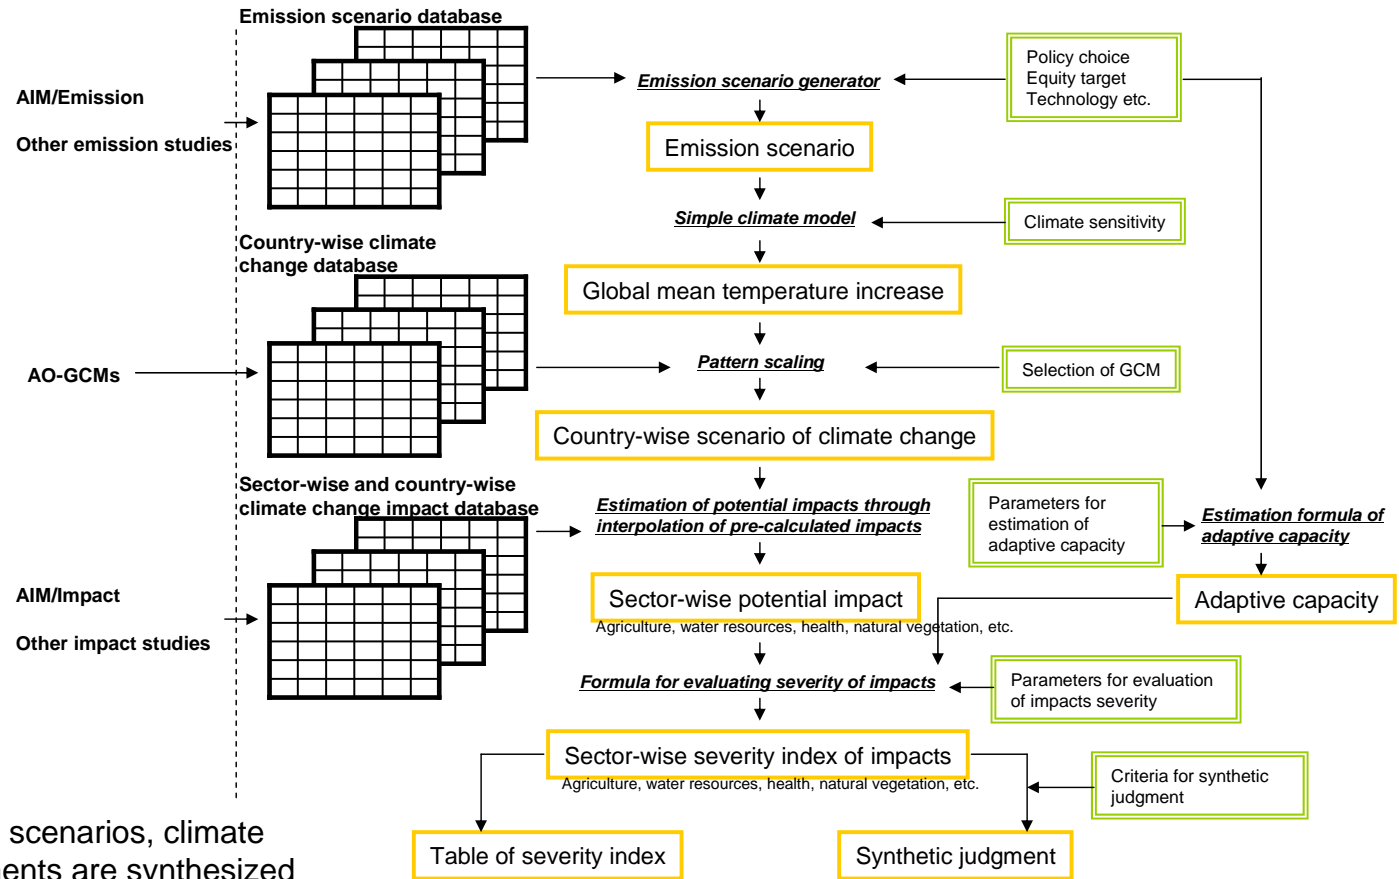 Emission scenario database
Policy choice
Equity target
Technology etc.
Emission scenario generator
AIM/Emission
Other emission studies
Emission scenario
Simple climate model
Climate sensitivity
Country-wise climate
change database
Global mean temperature increase
AO-GCMs
Pattern scaling
Selection of GCM
Country-wise scenario of climate change
Sector-wise and country-wise
climate change impact database
Estimation of potential impacts through
interpolation of pre-calculated impacts
Parameters for
estimation of
adaptive capacity
Estimation formula of
adaptive capacity
AIM/Impact
Other impact studies
Sector-wise potential impact
Agriculture, water resources, health, natural vegetation, etc.
Adaptive capacity
Formula for evaluating severity of impacts
Parameters for evaluation
of impacts severity
Sector-wise severity index of impacts
Agriculture, water resources, health, natural vegetation, etc.
Criteria for synthetic
judgment
scenarios, climate
ents are synthesized
Table of severity index
Synthetic judgment